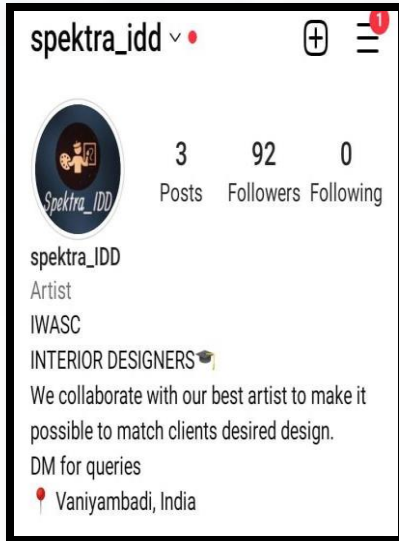 spektra_idd
1
3 92 0
Posts Followers Following
Spektra_IDD
spektra_IDD
Artist
IWASC
INTERIOR DESIGNERS🎓
We collaborate with our best artist to make it
possible to match clients desired design.
DM for queries
📍 Vaniyambadi, India